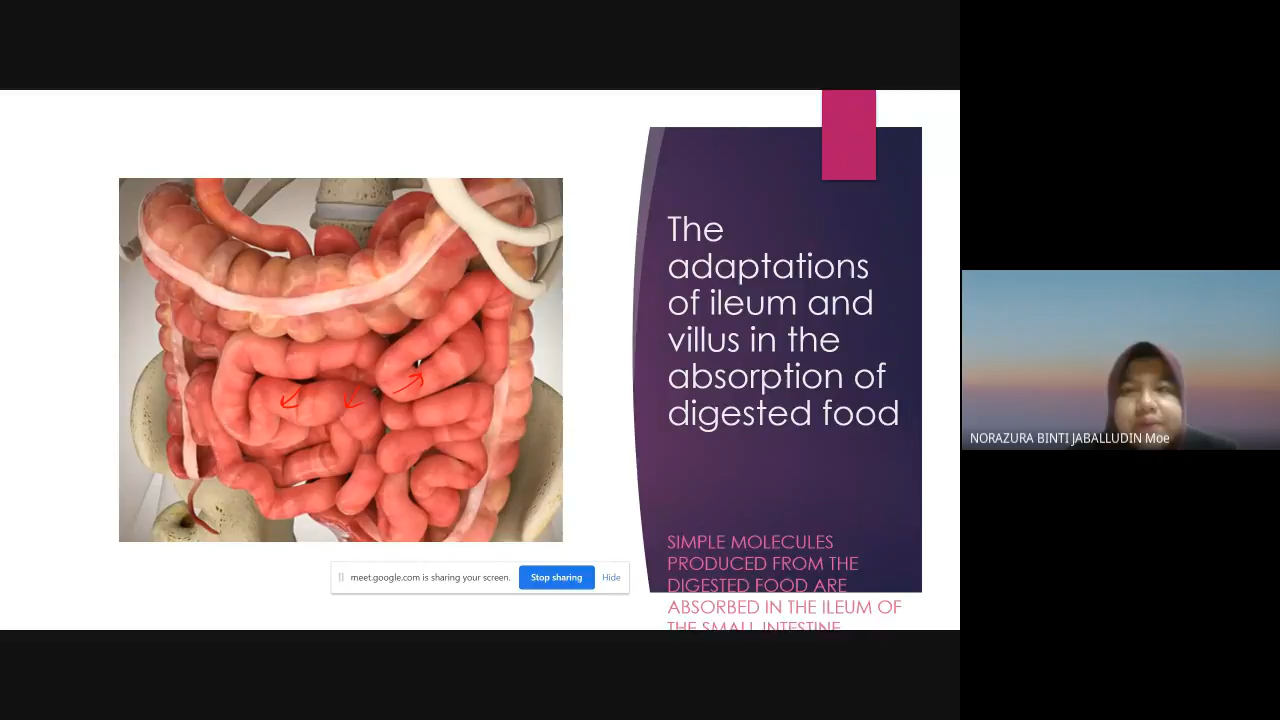 The
adaptations
of ileum and
villus in the
absorption of
digested food
SIMPLE MOLECULES
PRODUCED FROM THE
DIGESTED FOOD ARE
ABSORBED IN THE ILEUM OF
THE SMALL INTESTINE
meet.google.com is sharing your screen.
Stop sharing
Hide
NORAZURA BINTI JABALLUDIN Moe